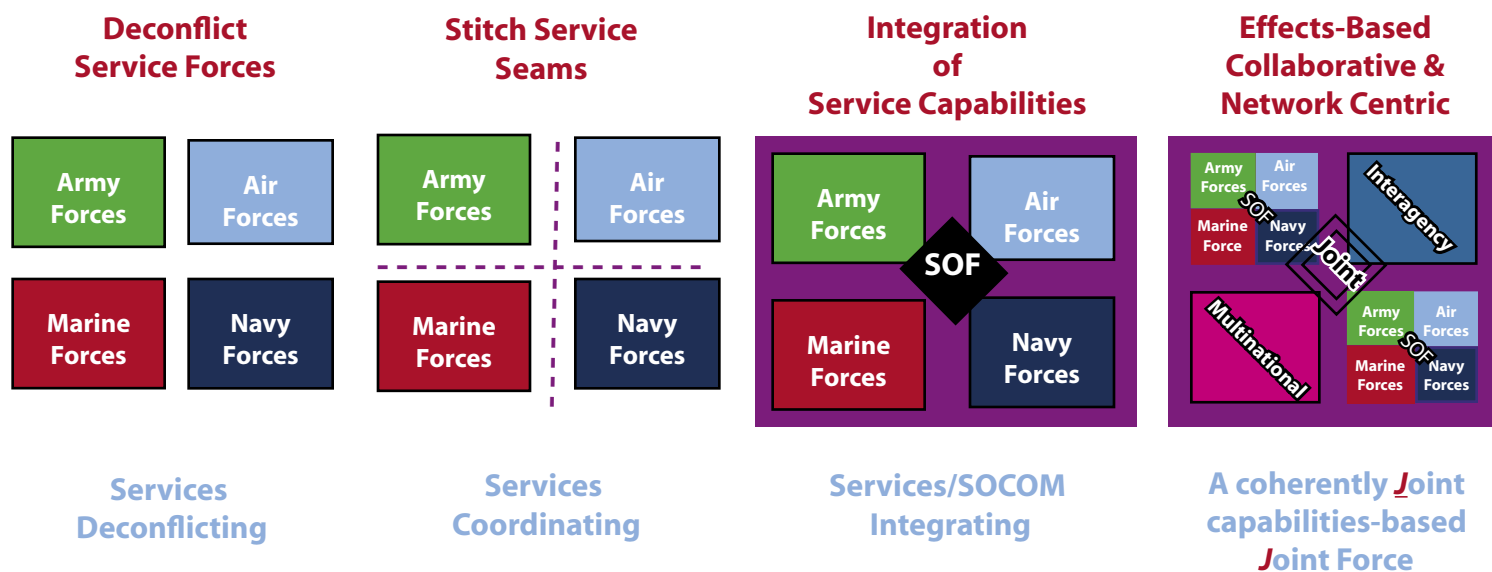 Deconflict
Service Forces
Army
Forces
Air
Forces
Marine
Forces
Navy
Forces
Services
Deconflicting
Stitch Service
Seams
Army
Forces
Air
Forces
Marine
Forces
Navy
Forces
Services
Coordinating
Integration
of
Service Capabilities
Army
Forces
Air
Forces
SOF
Marine
Forces
Navy
Forces
Services/SOCOM
Integrating
Effects-Based
Collaborative &
Network Centric
Army
Forces
Air
Forces
SOF
Marine
Force
Navy
Forces
Interagency
Joint
Multinational
Army
Forces
Air
Forces
SOF
Marine
Forces
Navy
Forces
A coherently Joint
capabilities-based
Joint Force